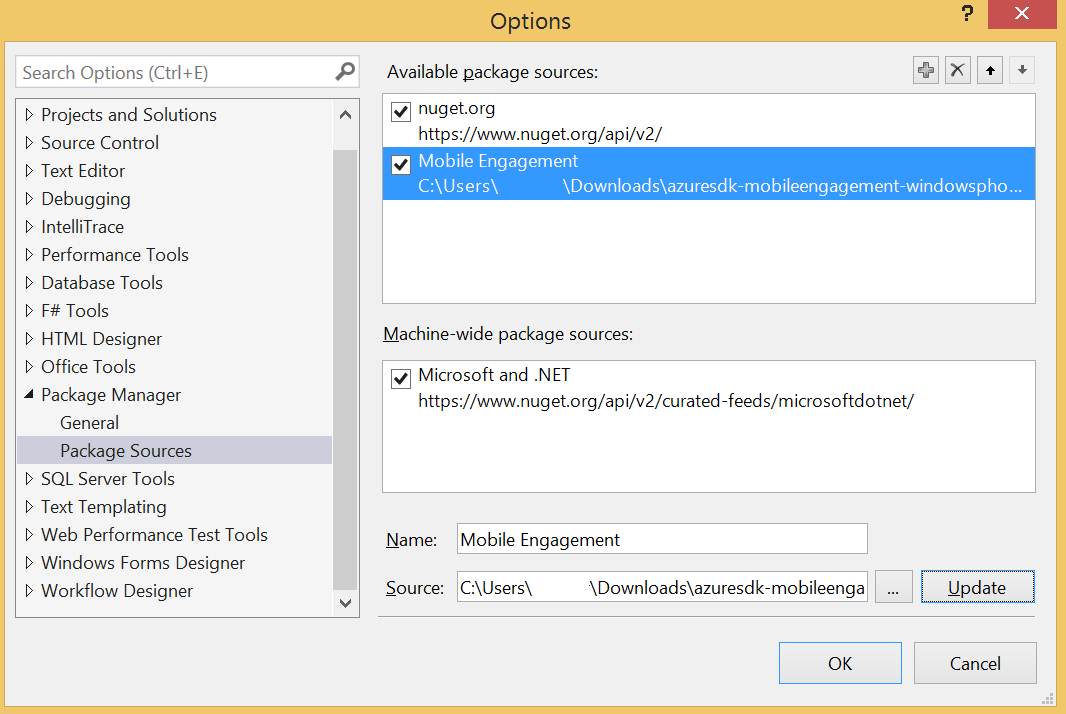 Options
?
Search Options (Ctrl+E)
Projects and Solutions
Source Control
Text Editor
Debugging
IntelliTrace
Performance Tools
Database Tools
F# Tools
HTML Designer
Office Tools
Package Manager
General
Package Sources
SQL Server Tools
Text Templating
Web Performance Test Tools
Windows Forms Designer
Workflow Designer
Available package sources:
nuget.org
https://www.nuget.org/api/v2/
Mobile Engagement
C:\Users\ \Downloads\azuresdk-mobileengagement-windowspho...
Machine-wide package sources:
Microsoft and .NET
https://www.nuget.org/api/v2/curated-feeds/microsoftdotnet/
Name: Mobile Engagement
Source: C:\Users\ \Downloads\azuresdk-mobileenga ... Update
OK Cancel